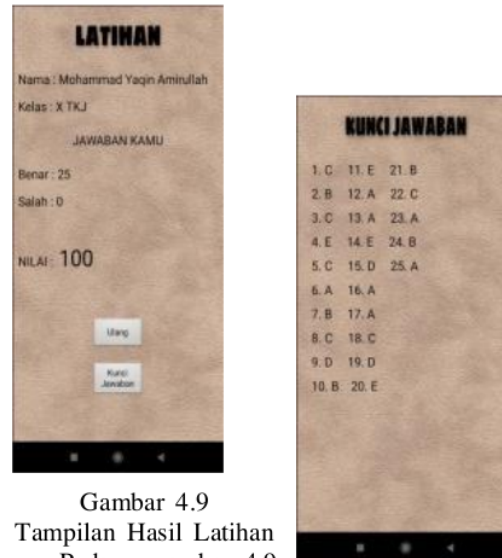 LATIHAN
Nama : Mohammad Yaqin Amirullah
Kelas : X TKJ
JAWABAN KAMU
Benar : 25
Salah : 0
NILAI : 100
Ulang
Kunci
Jawaban
Gambar 4.9
Tampilan Hasil Latihan
KUNCI JAWABAN
1. C 11. E 21. B
2. B 12. A 22. C
3. C 13. A 23. A
4. E 14. E 24. B
5. C 15. D 25. A
6. A 16. A
7. B 17. A
8. C 18. C
9. D 19. D
10. B 20. E